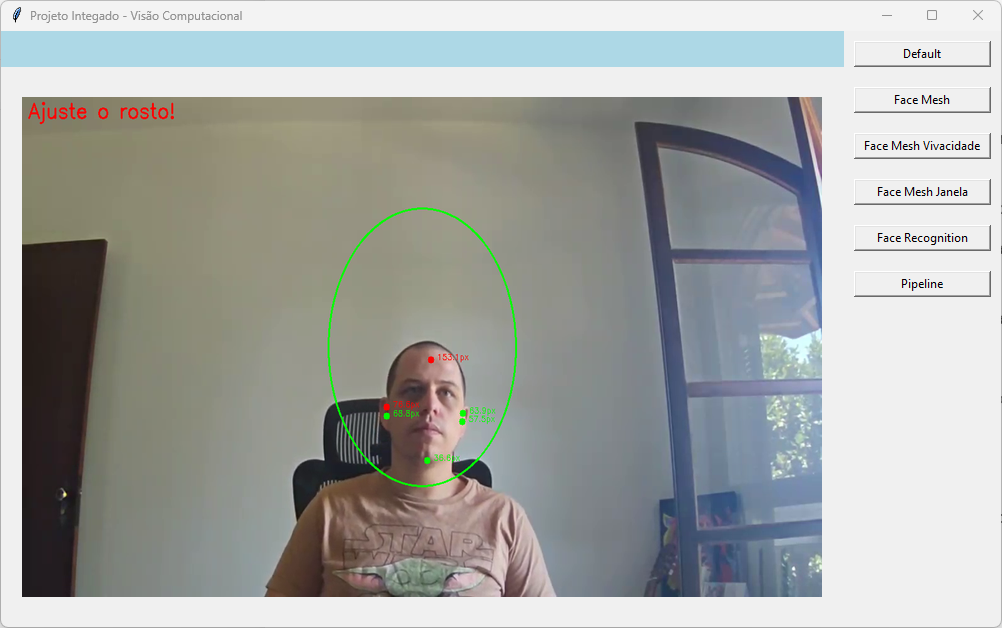 Projeto Integado - Visão Computacional
Default
Ajuste o rosto!
Face Mesh
Face Mesh Vivacidade
Face Mesh Janela
Face Recognition
Pipeline
153.1px
68.8px
STAR